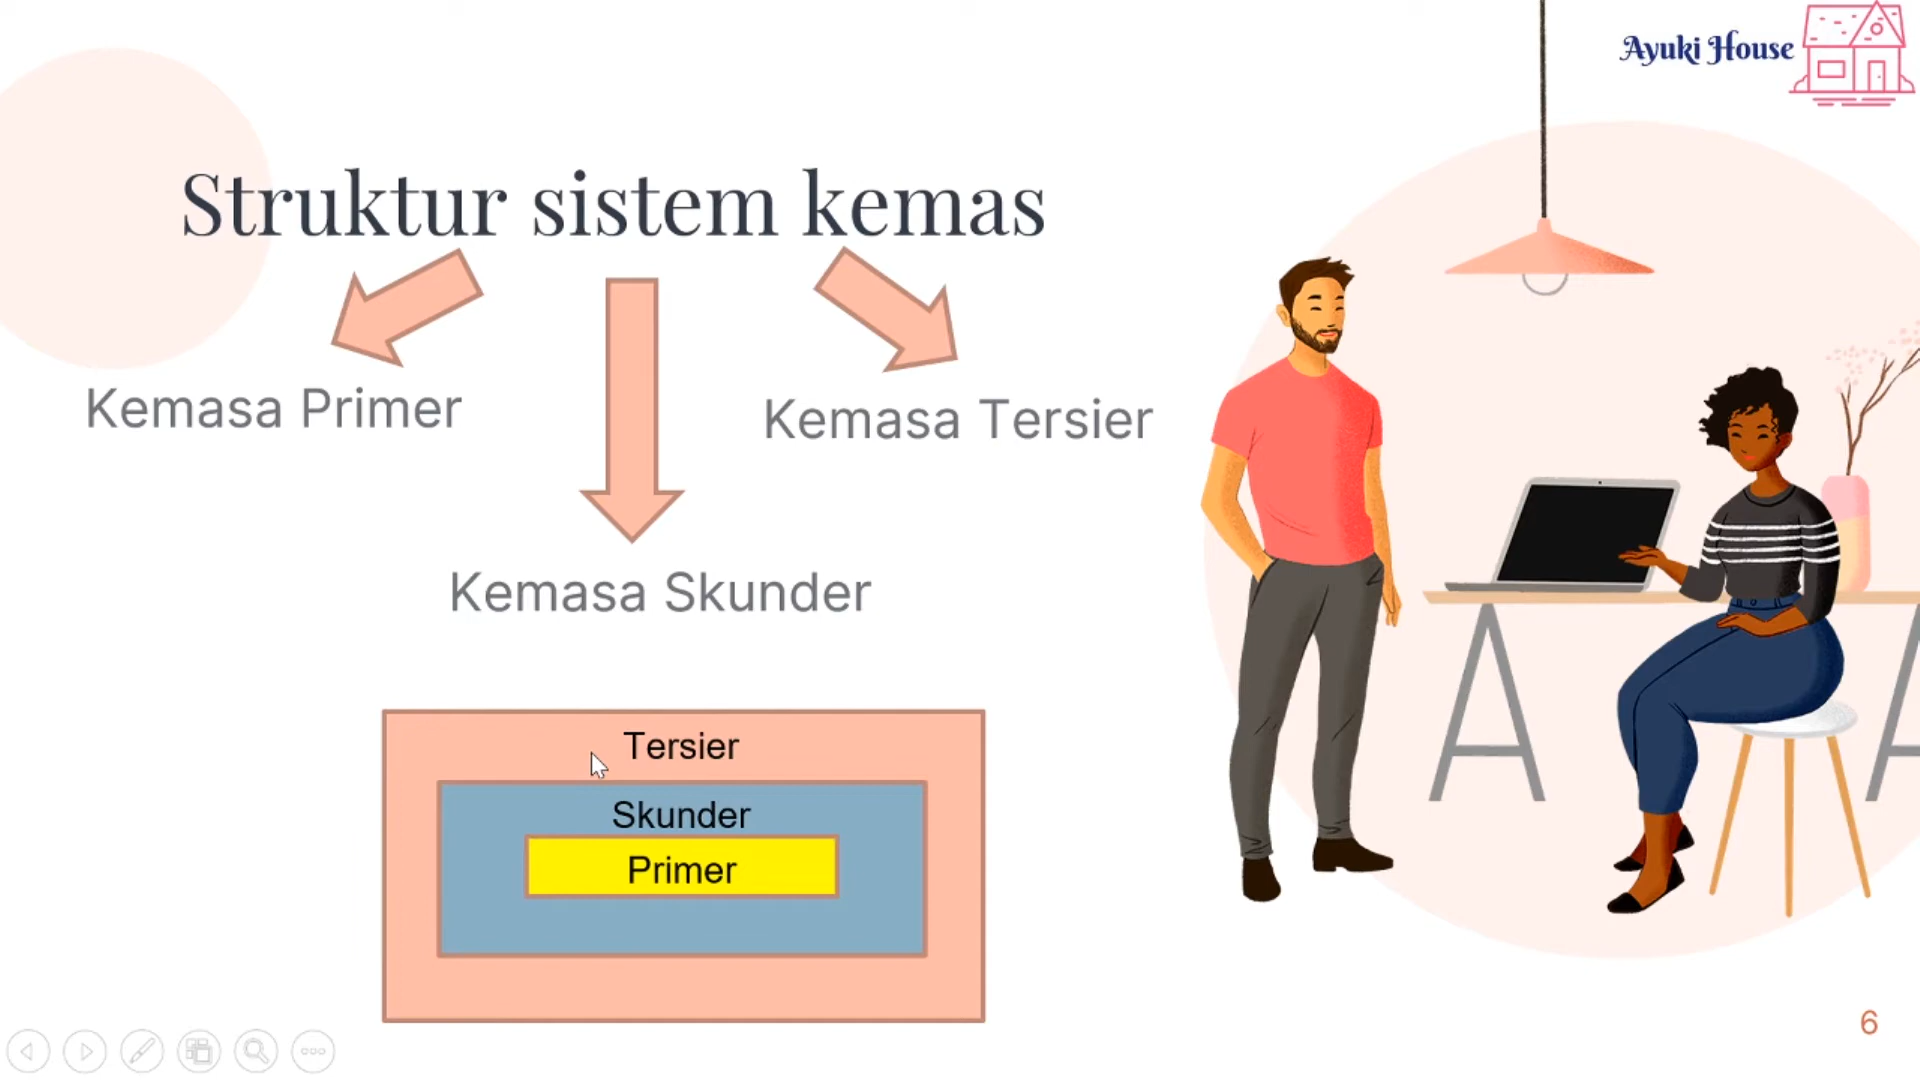 Ayuki House
Struktur sistem kemas
Kemasa Primer
Kemasa Tersier
Kemasa Skunder
Tersier
Skunder
Primer
6